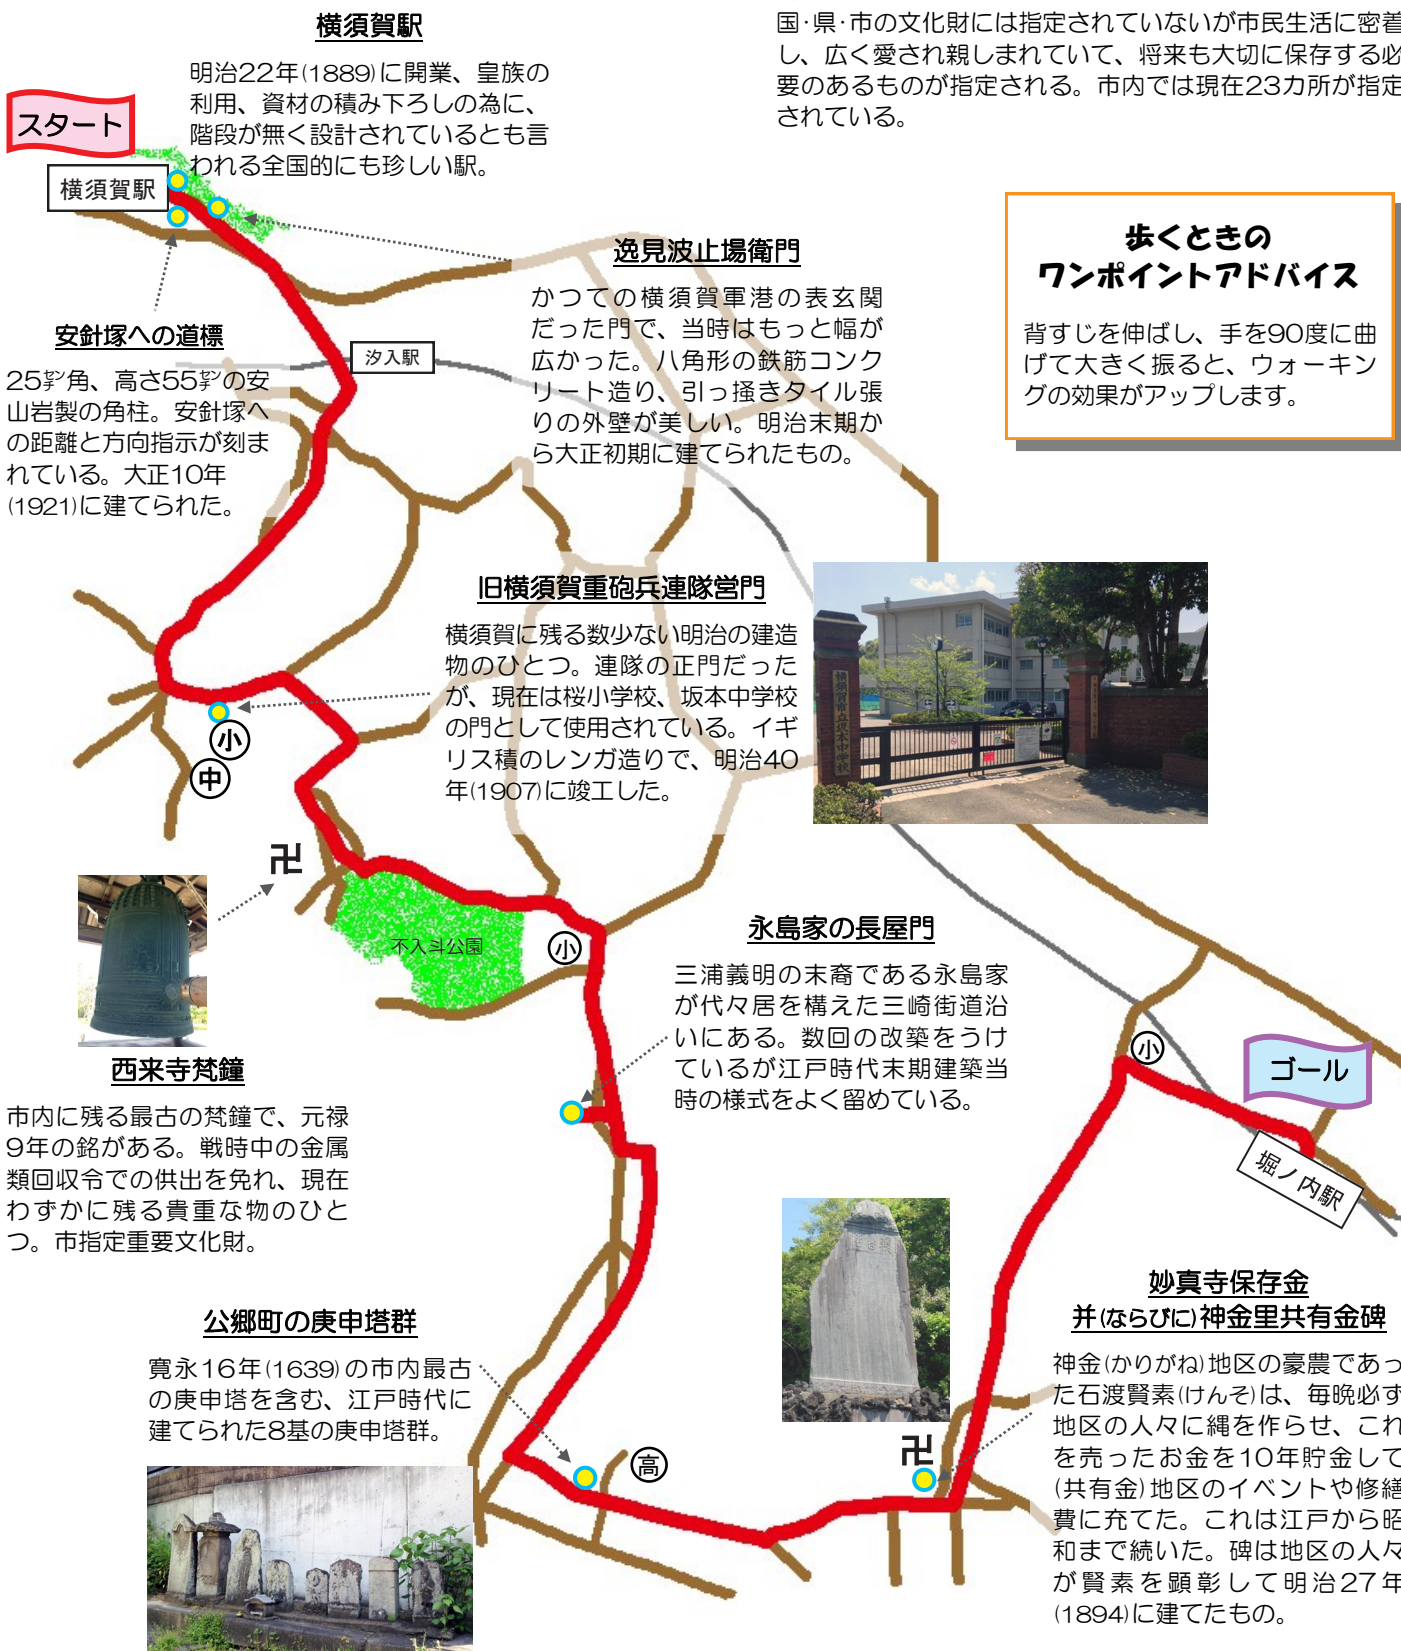 横須賀駅
明治22年(1889)に開業、皇族の
利用、資材の積み下ろしの為に、
階段が無く設計されているとも言
われる全国的にも珍しい駅。
国・県・市の文化財には指定されていないが市民生活に密着
し、広く愛され親しまれていて、将来も大切に保存する必
要のあるものが指定される。市内では現在23カ所が指定
されている。
スタート
横須賀駅
歩くときの
ワンポイントアドバイス
背すじを伸ばし、手を90度に曲
げて大きく振ると、ウォーキン
グの効果がアップします。
逸見波止場衛門
かつての横須賀軍港の表玄関
だった門で、当時はもっと幅が
広かった。八角形の鉄筋コンク
リート造り、引っ掻きタイル張
りの外壁が美しい。明治末期か
ら大正初期に建てられたもの。
安針塚への道標
25㌢角、高さ55㌢の安
山岩製の角柱。安針塚へ
の距離と方向指示が刻ま
れている。大正10年
(1921)に建てられた。
汐入駅
旧横須賀重砲兵連隊営門
横須賀に残る数少ない明治の建造
物のひとつ。連隊の正門だった
が、現在は桜小学校、坂本中学校
の門として使用されている。イギ
リス積のレンガ造りで、明治40
年(1907)に竣工した。
横須賀市立坂本中学校
小
中
卍
不入斗公園
小
西来寺梵鐘
市内に残る最古の梵鐘で、元禄
9年の銘がある。戦時中の金属
類回収令での供出を免れ、現在
わずかに残る貴重な物のひと
つ。市指定重要文化財。
永島家の長屋門
三浦義明の末裔である永島家
が代々居を構えた三崎街道沿
いにある。数回の改築をうけ
ているが江戸時代末期建築当
時の様式をよく留めている。
小
ゴール
堀ノ内駅
公郷町の庚申塔群
寛永16年(1639)の市内最古
の庚申塔を含む、江戸時代に
建てられた8基の庚申塔群。
高
卍
妙真寺保存金
并(ならびに)神金里共有金碑
神金(かりがね)地区の豪農であっ
た石渡賢素(けんそ)は、毎晩必ず
地区の人々に縄を作らせ、これ
を売ったお金を10年貯金して
(共有金)地区のイベントや修繕
費に充てた。これは江戸から昭
和まで続いた。碑は地区の人々
が賢素を顕彰して明治27年
(1894)に建てたもの。